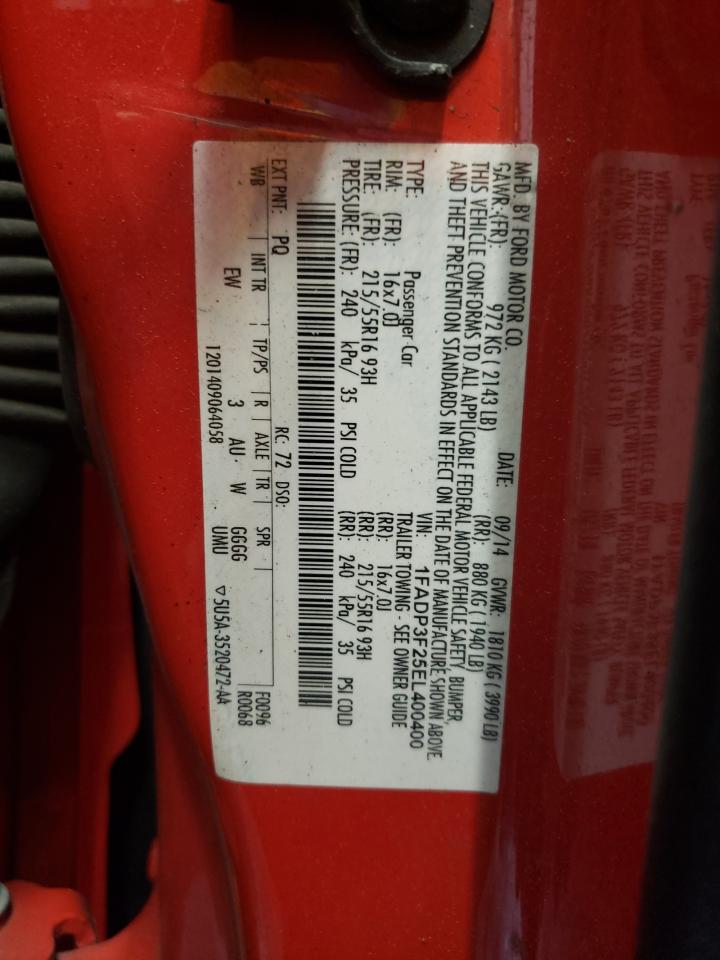 MFD. BY FORD MOTOR CO.
DATE: 09/14 GVWR: 1810 KG ( 3990 LB)
GAWR:(FR): 972 KG ( 2143 LB) (RR): 880 KG ( 1940 LB)
THIS VEHICLE CONFORMS TO ALL APPLICABLE FEDERAL MOTOR VEHICLE SAFETY, BUMPER,
AND THEFT PREVENTION STANDARDS IN EFFECT ON THE DATE OF MANUFACTURE SHOWN ABOVE.
VIN: 1FADP3F25EL400400
TYPE: Passenger Car TRAILER TOWING - SEE OWNER GUIDE
RIM: (FR): 16x7.0J (RR): 16x7.0J
TIRE: (FR): 215/55R16 93H (RR): 215/55R16 93H
PRESSURE: (FR): 240 kPa/ 35 PSI COLD (RR): 240 kPa/ 35 PSI COLD
EXT PNT: PQ RC: 72 DSO: F0096
WB INT TR TP/PS R AXLE TR SPR R0068
EW 3 AU W GGGG
UMU
1201409064058 ▽ 5U5A-3520472-AA